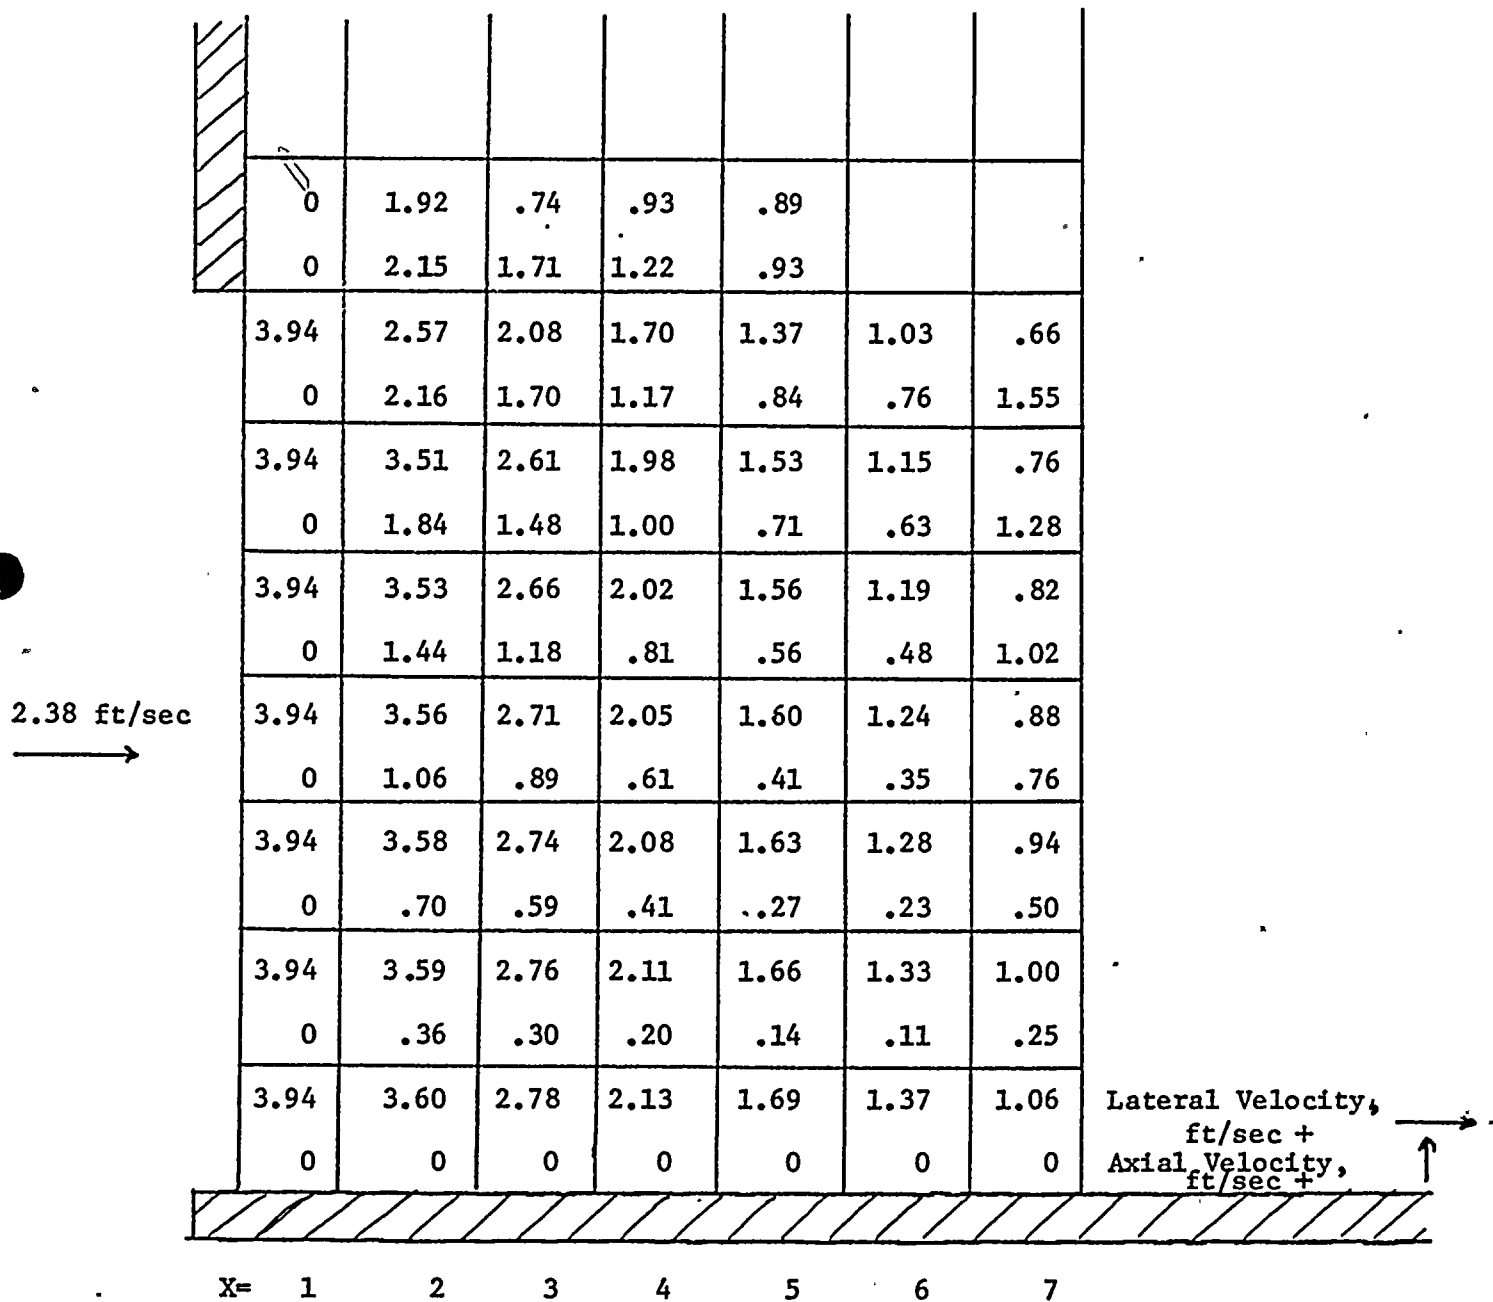 0 1.92 .74 .93 .89
0 2.15 1.71 1.22 .93
3.94 2.57 2.08 1.70 1.37 1.03 .66
0 2.16 1.70 1.17 .84 .76 1.55
3.94 3.51 2.61 1.98 1.53 1.15 .76
0 1.84 1.48 1.00 .71 .63 1.28
3.94 3.53 2.66 2.02 1.56 1.19 .82
0 1.44 1.18 .81 .56 .48 1.02
2.38 ft/sec 3.94 3.56 2.71 2.05 1.60 1.24 .88
0 1.06 .89 .61 .41 .35 .76
3.94 3.58 2.74 2.08 1.63 1.28 .94
0 .70 .59 .41 .27 .23 .50
3.94 3.59 2.76 2.11 1.66 1.33 1.00
0 .36 .30 .20 .14 .11 .25
3.94 3.60 2.78 2.13 1.69 1.37 1.06 Lateral Velocity,
ft/sec +
0 0 0 0 0 0 0 Axial Velocity,
ft/sec +
X= 1 2 3 4 5 6 7